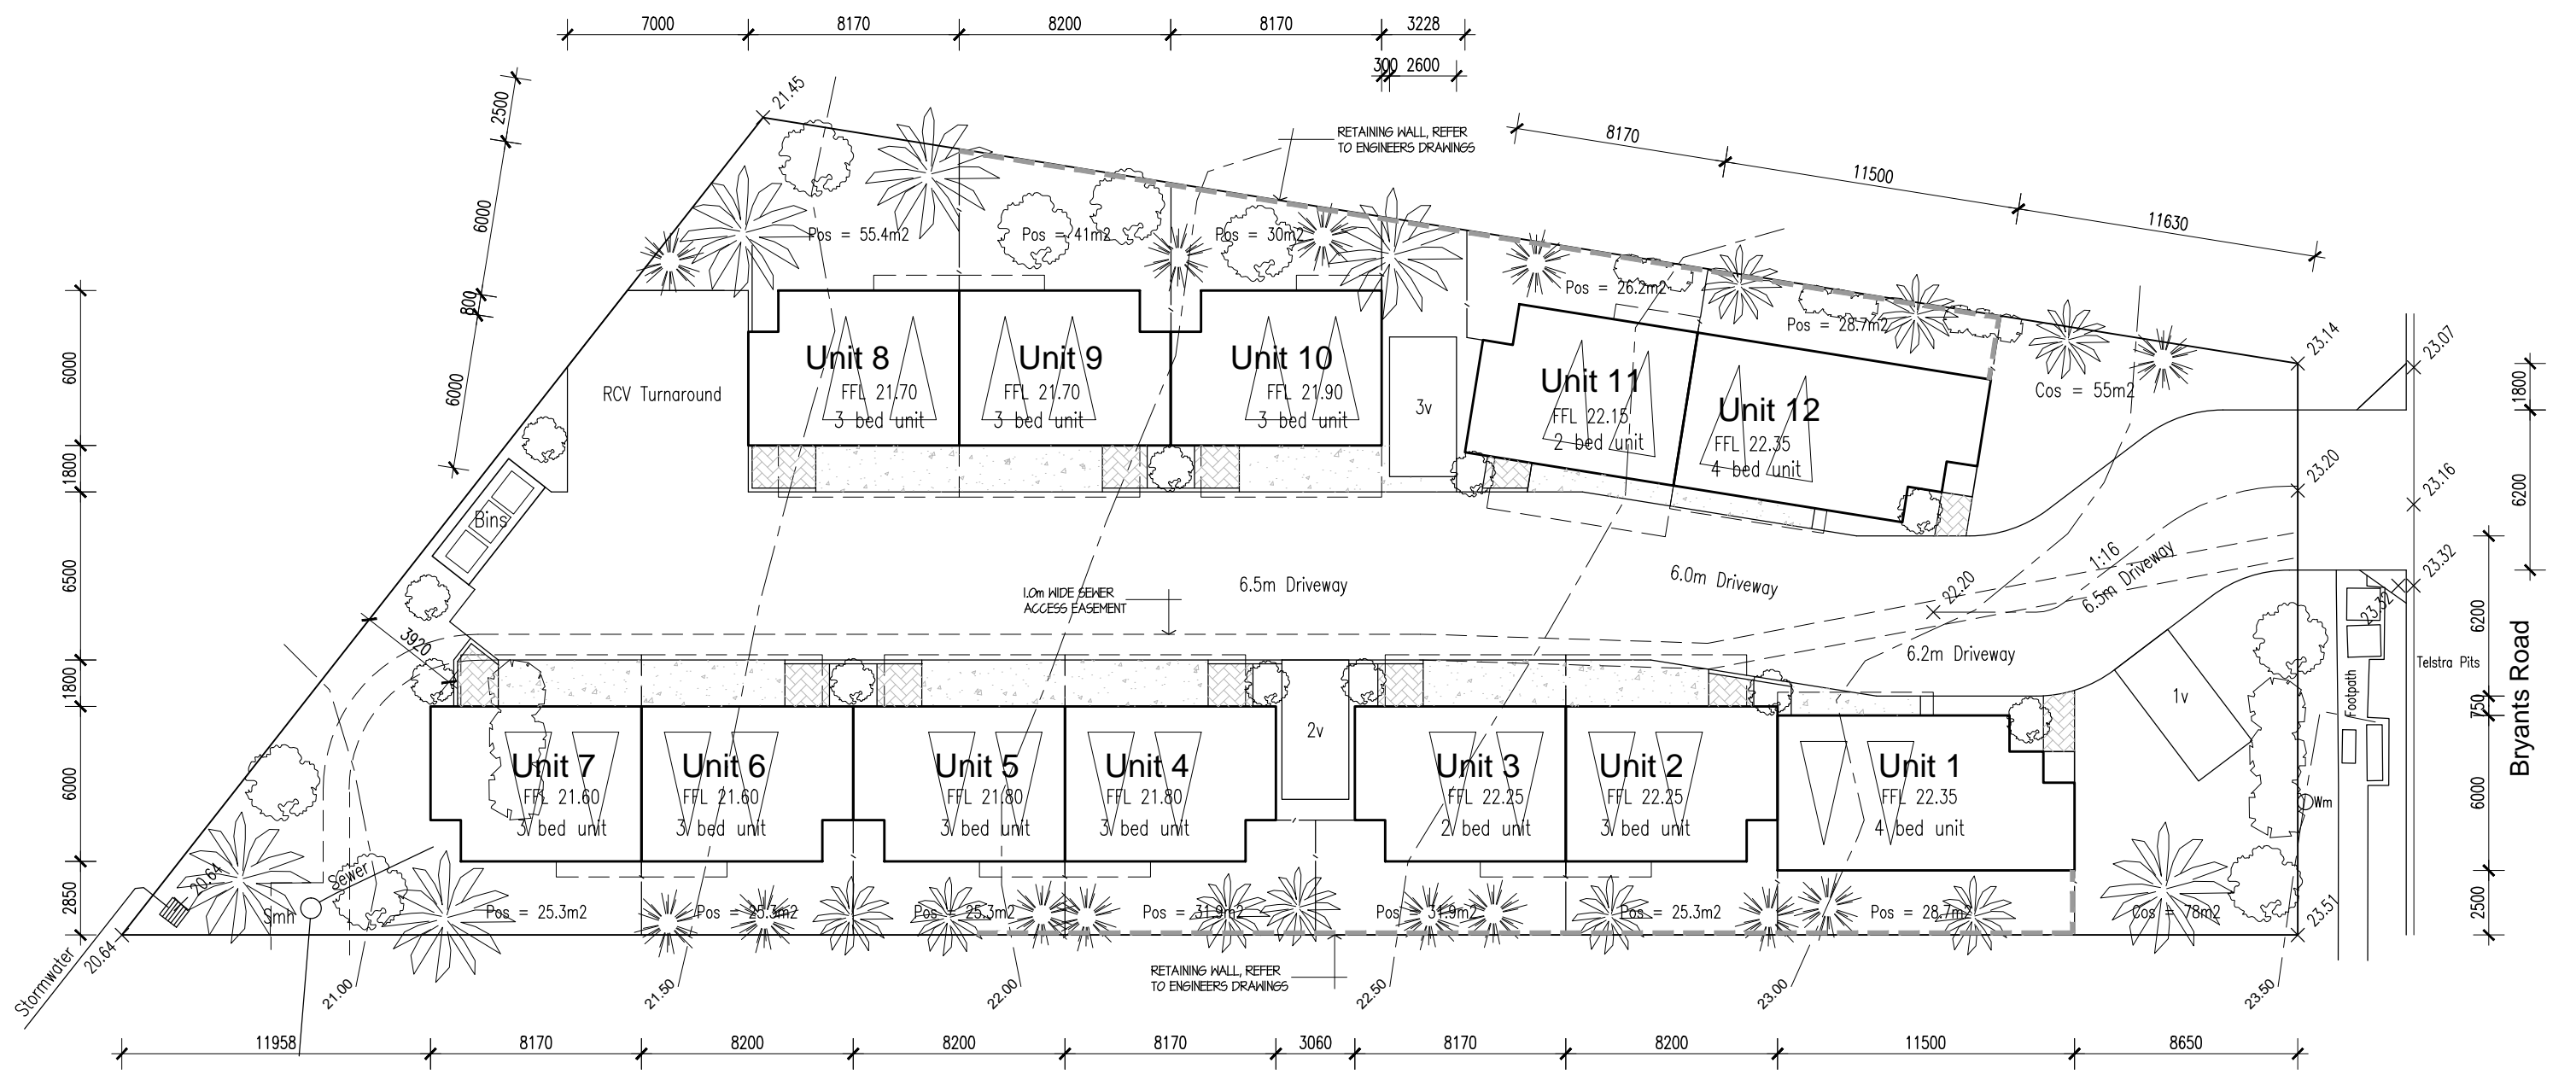 7000
8170
8200
8170
3228
300
2600
2500
6000
800
6000
21.45
RETAINING WALL, REFER
TO ENGINEERS DRAWINGS
8170
11500
11630
Pos = 55.4m2
Pos = 41m2
Pos = 30m2
Pos = 26.2m2
Pos = 28.7m2
Cos = 55m2
23.14
23.07
6000
1800
6500
1800
6000
2850
RCV Turnaround
Unit 8
FFL 21.70
3 bed unit
Unit 9
FFL 21.70
3 bed unit
Unit 10
FFL 21.90
3 bed unit
3v
Unit 11
FFL 22.15
2 bed unit
Unit 12
FFL 22.35
4 bed unit
1800
6200
23.20
23.16
Bins
1.0m WIDE SEWER
ACCESS EASEMENT
6.5m Driveway
6.0m Driveway
22.20
1:16
6.5m Driveway
6.2m Driveway
23.32
23.32
3920
Telstra Pits
Footpath
Bryants Road
6200
750
6000
2500
1v
2v
Wm
Unit 7
FFL 21.60
3 bed unit
Unit 6
FFL 21.60
3 bed unit
Unit 5
FFL 21.80
3 bed unit
Unit 4
FFL 21.80
3 bed unit
Unit 3
FFL 22.25
2 bed unit
Unit 2
FFL 22.25
3 bed unit
Unit 1
FFL 22.35
4 bed unit
20.64
Sewer
Smh
Pos = 25.3m2
Pos = 25.3m2
Pos = 25.3m2
Pos = 31.9m2
Pos = 31.9m2
Pos = 25.3m2
Pos = 28.7m2
Cos = 78m2
23.51
Stormwater
20.64
21.00
21.50
22.00
RETAINING WALL, REFER
TO ENGINEERS DRAWINGS
22.50
23.00
23.50
11958
8170
8200
8200
8170
3060
8170
8200
11500
8650